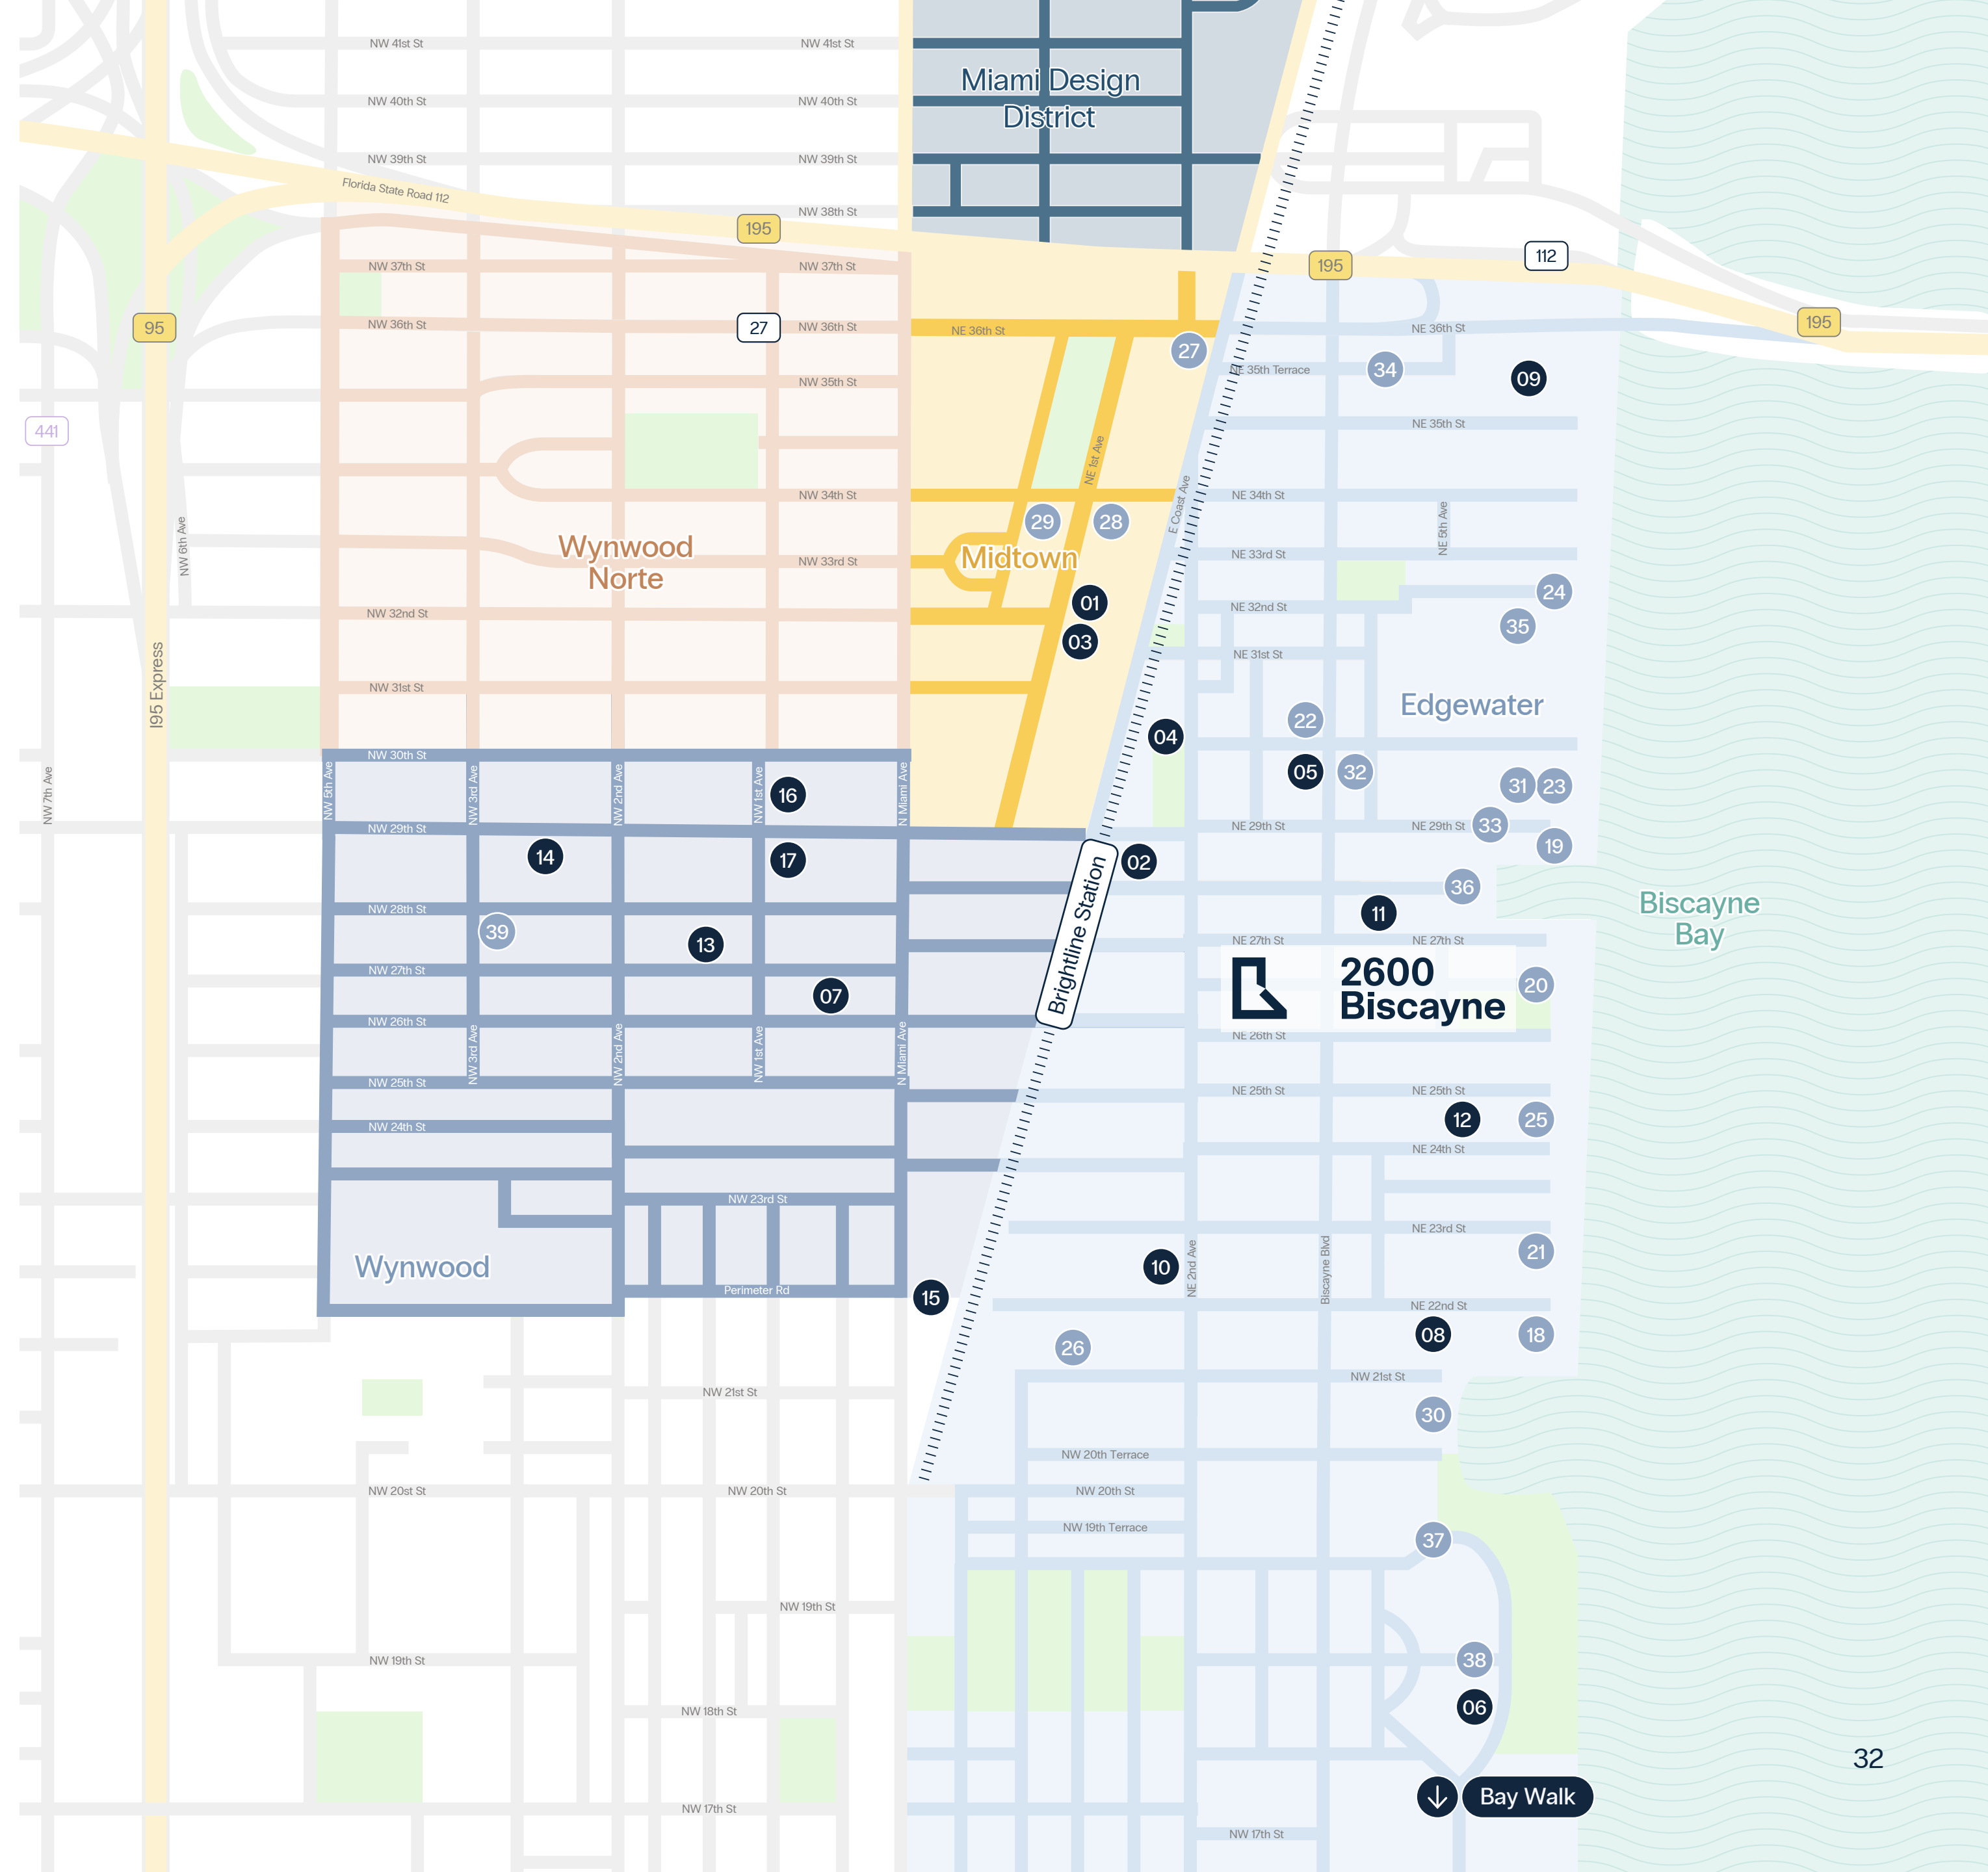 NW 41st St
NW 41st St
Miami Design
District
NW 40th St
NW 40th St
NW 39th St
NW 39th St
Florida State Road 112
NW 38th St
195
112
195
NW 37th St
NW 37th St
195
95
NW 36th St
27
NW 36th St
NE 36th St
NE 36th St
27
NE 35th Terrace
34
09
NW 35th St
NE 35th St
441
NE 1st Ave
NW 34th St
NE 34th St
E Coast Ave
NE 5th Ave
29
28
NW 6th Ave
Wynwood
Norte
Midtown
NW 33rd St
NE 33rd St
24
01
NW 32nd St
NE 32nd St
35
03
I95 Express
NE 31st St
NW 31st St
Edgewater
22
04
NW 30th St
05
32
31
23
NW 7th Ave
NW 5th Ave
NW 3rd Ave
NW 2nd Ave
NW 1st Ave
N Miami Ave
16
NW 29th St
NE 29th St
NE 29th St
33
19
14
17
02
36
Biscayne
Bay
NW 28th St
11
39
13
Brightline Station
NE 27th St
NE 27th St
NW 27th St
2600
Biscayne
20
07
NW 26th St
NE 26th St
NW 3rd Ave
NW 2nd Ave
NW 1st Ave
N Miami Ave
NW 25th St
NE 25th St
NE 25th St
12
25
NW 24th St
NE 24th St
NW 23rd St
NE 23rd St
21
Wynwood
10
NE 2nd Ave
Biscayne Blvd
Perimeter Rd
15
NE 22nd St
08
18
26
NW 21st St
NW 21st St
30
NW 20th Terrace
NW 20st St
NW 20th St
NW 20th St
NW 19th Terrace
37
NW 19th St
NW 19th St
38
06
NW 18th St
32
Bay Walk
NW 17th St
NW 17th St